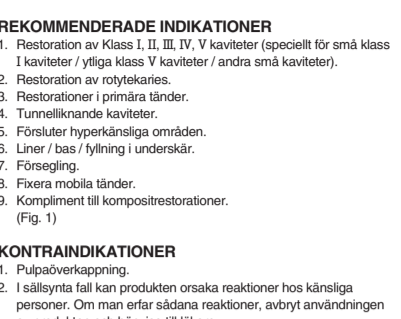 REKOMMENDERADE INDIKATIONER
1. Restoration av Klass I, II, III, IV, V kaviteter (speciellt för små klass
I kaviteter / ytliga klass V kaviteter / andra små kaviteter).
2. Restoration av rotytekaries.
3. Restorationer i primära tänder.
4. Tunnelliknande kaviteter.
5. Försluter hyperkänsliga områden.
6. Liner / bas / fyllning i underskär.
7. Försegling.
8. Fixera mobila tänder.
9. Kompliment till kompositrestorationer.
(Fig. 1)
KONTRAINDIKATIONER
1. Pulpaöverkappning.
2. I sällsynta fall kan produkten orsaka reaktioner hos känsliga
personer. Om man erfar sådana reaktioner, avbryt användningen